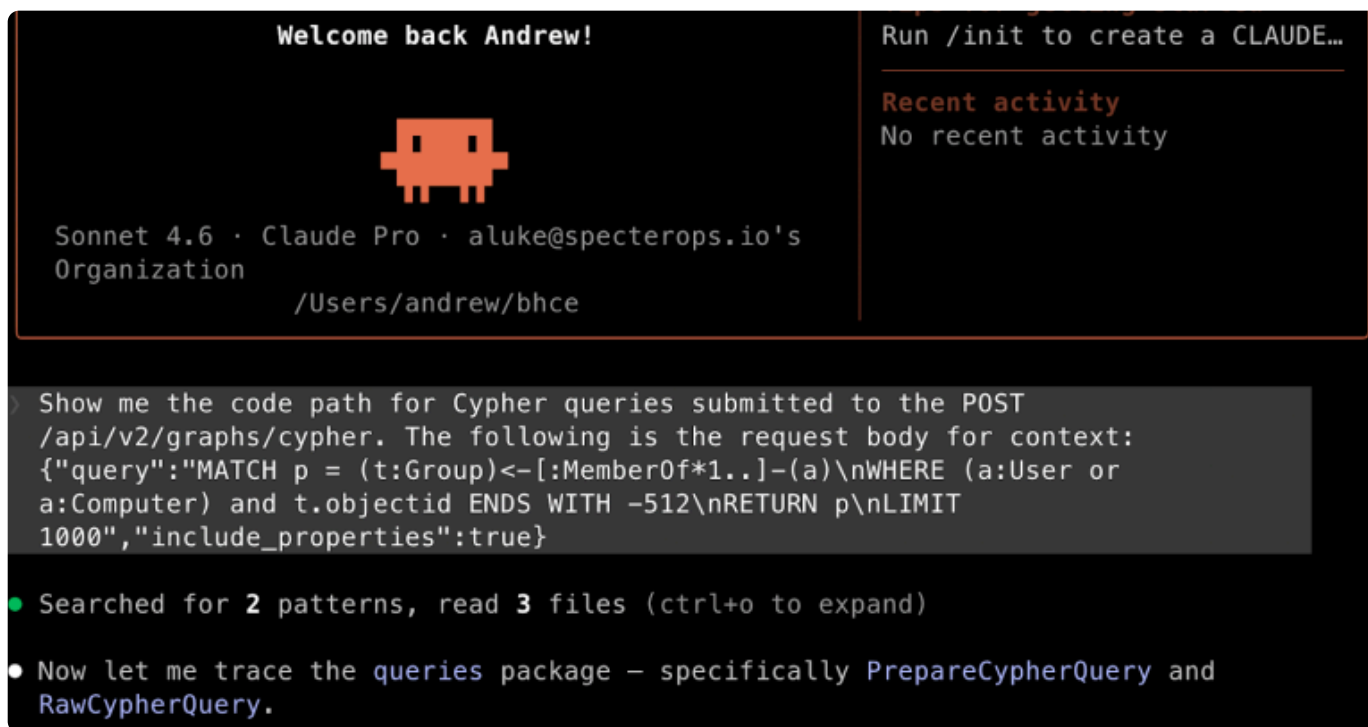 Welcome back Andrew!
Run /init to create a CLAUDE…
Recent activity
No recent activity
Sonnet 4.6 · Claude Pro · aluke@specterops.io's
Organization
/Users/andrew/bhce
› Show me the code path for Cypher queries submitted to the POST
/api/v2/graphs/cypher. The following is the request body for context:
{"query":"MATCH p = (t:Group)<-[:MemberOf*1..]-(a)\nWHERE (a:User or
a:Computer) and t.objectid ENDS WITH -512\nRETURN p\nLIMIT
1000","include_properties":true}
● Searched for 2 patterns, read 3 files (ctrl+o to expand)
● Now let me trace the queries package — specifically PrepareCypherQuery and
RawCypherQuery.